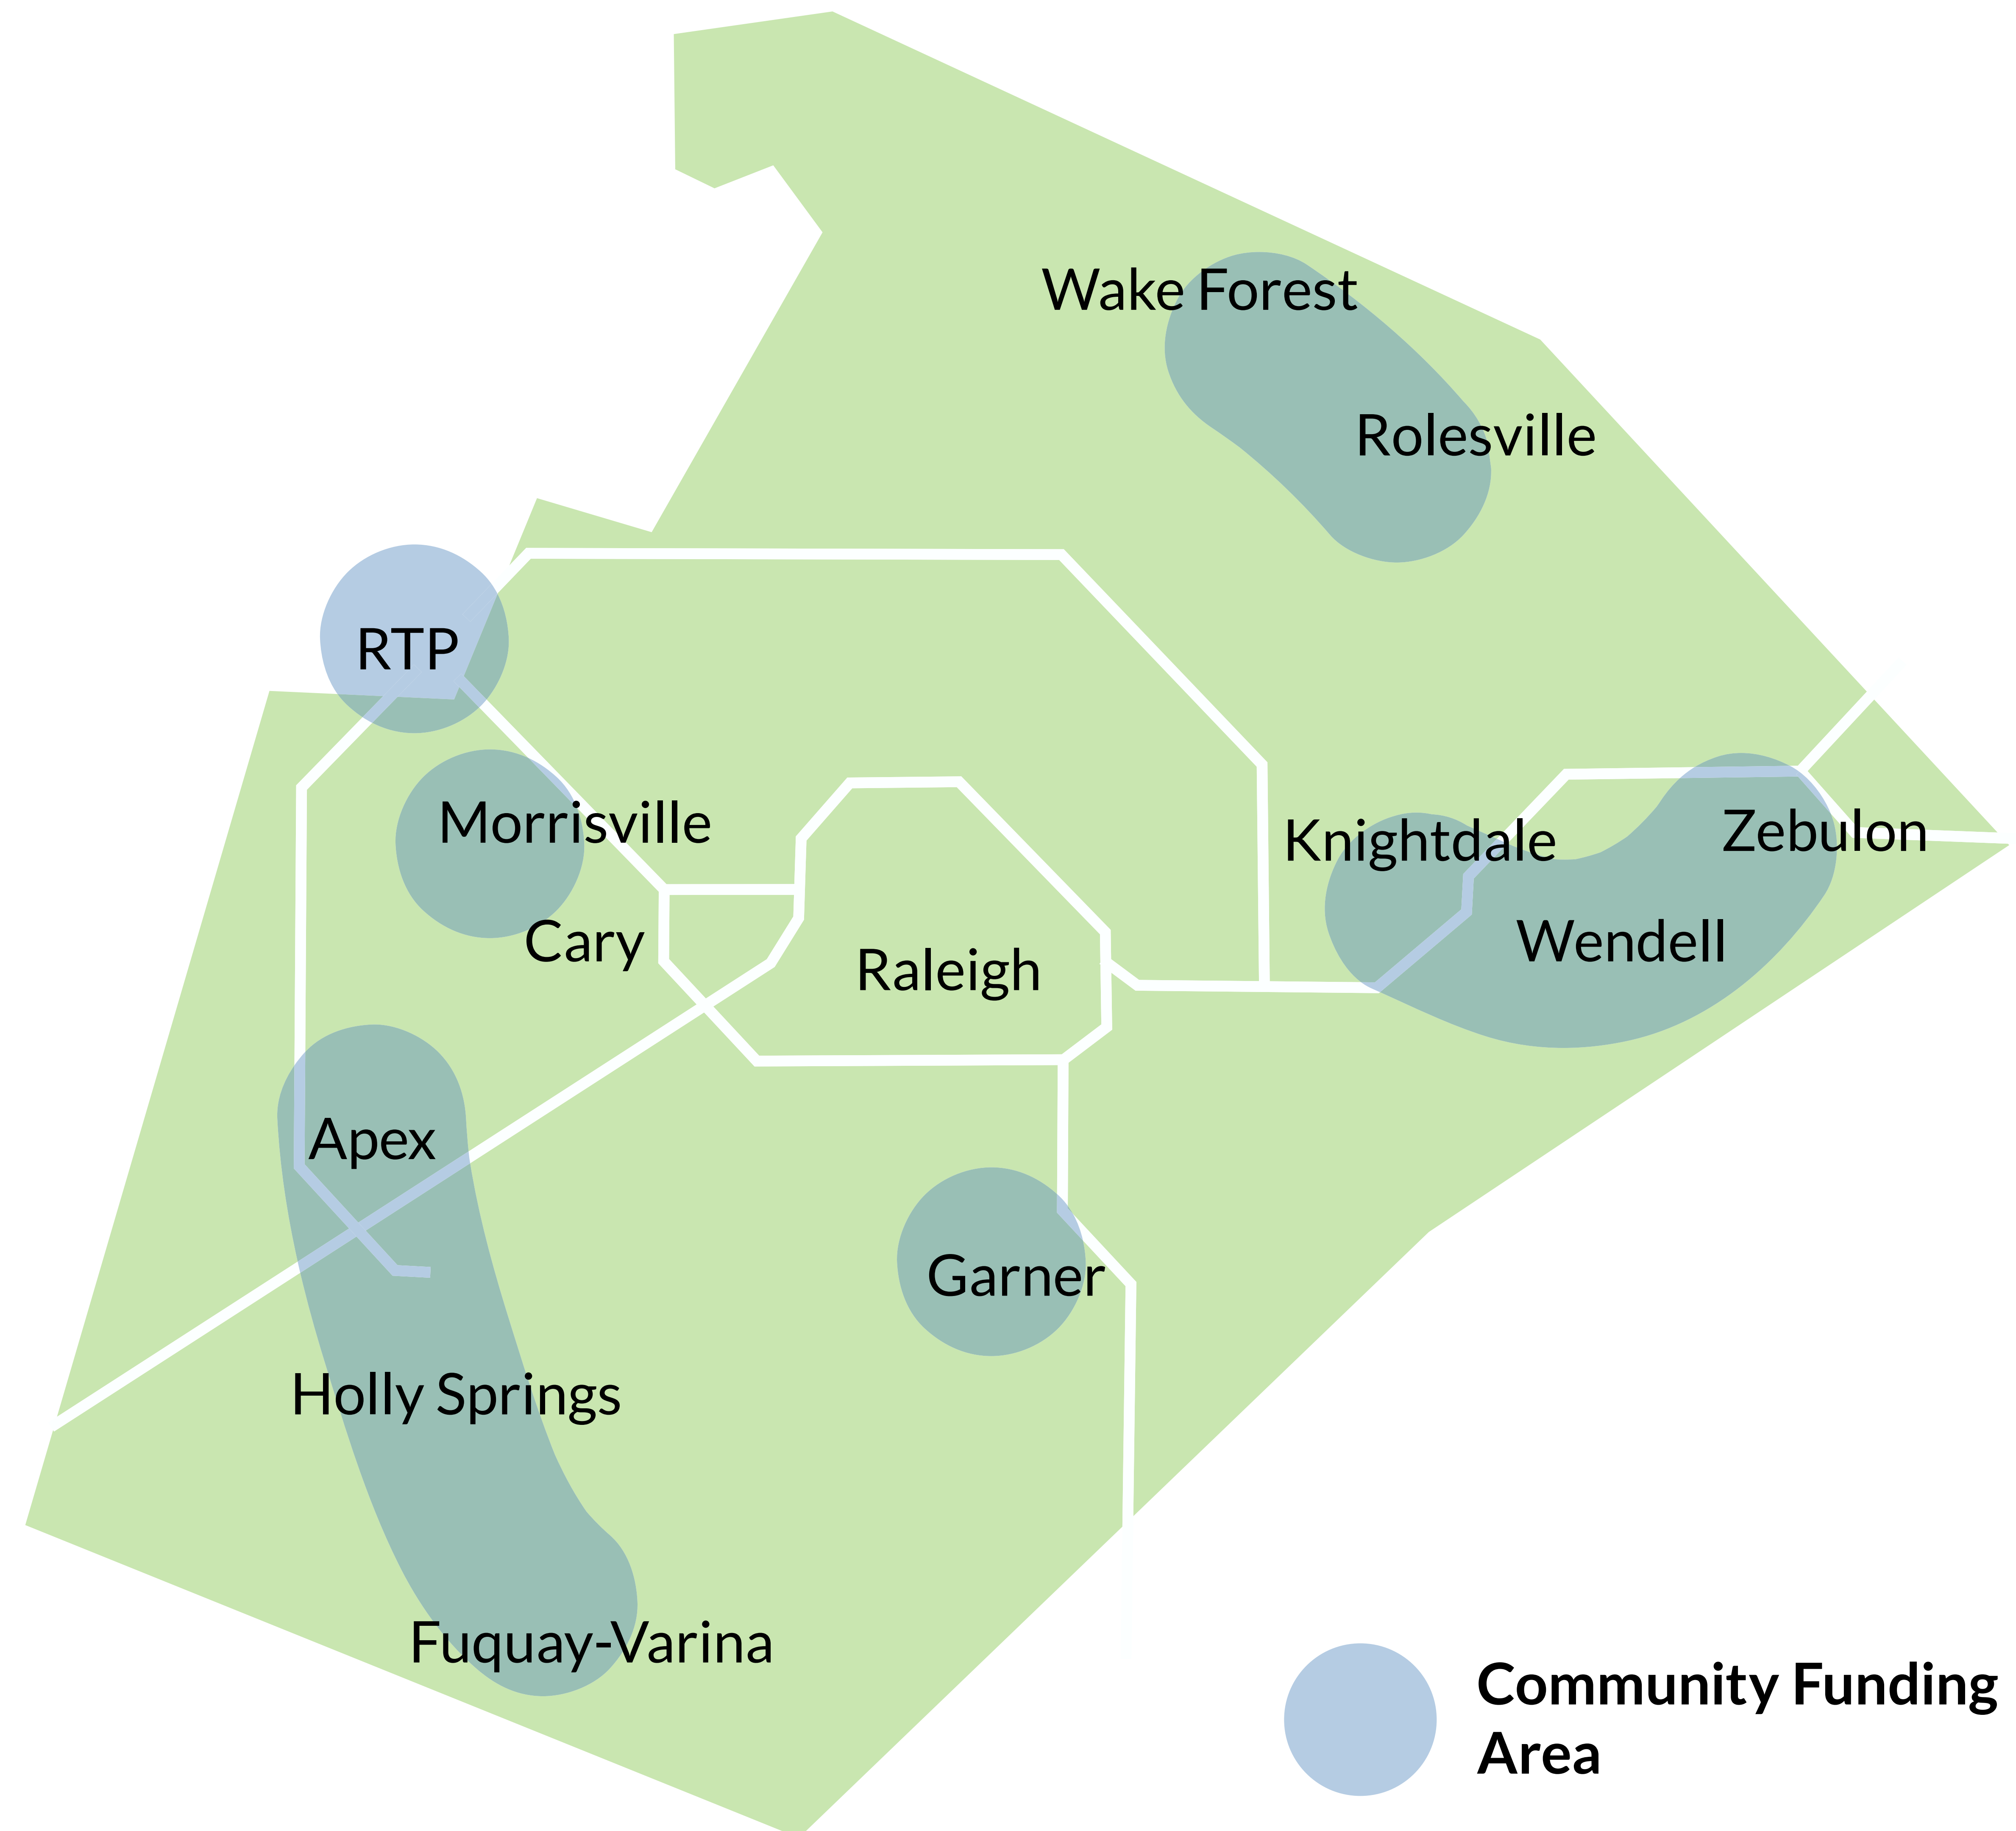 Wake Forest
Rolesville
RTP
Morrisville
Knightdale
Zebulon
Cary
Wendell
Raleigh
Apex
Garner
Holly Springs
Fuquay-Varina
Community Funding
Area